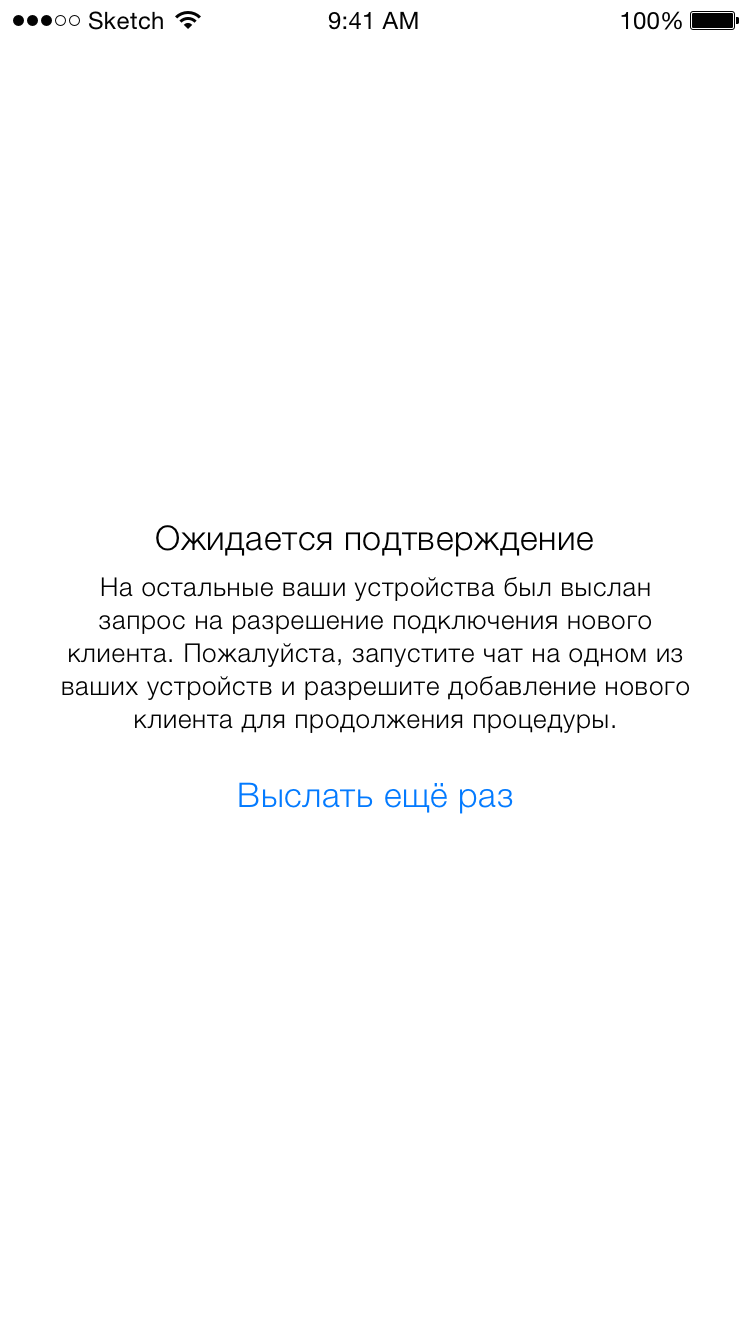 Sketch 9:41 AM 100%
Ожидается подтверждение
На остальные ваши устройства был выслан
запрос на разрешение подключения нового
клиента. Пожалуйста, запустите чат на одном из
ваших устройств и разрешите добавление нового
клиента для продолжения процедуры.
Выслать ещё раз